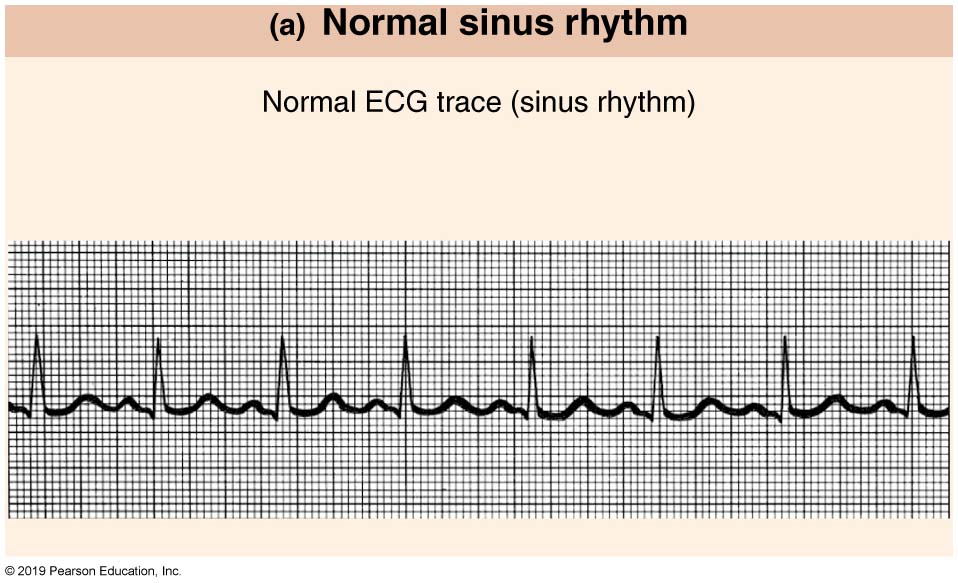 (a) Normal sinus rhythm
Normal ECG trace (sinus rhythm)
© 2019 Pearson Education, Inc.